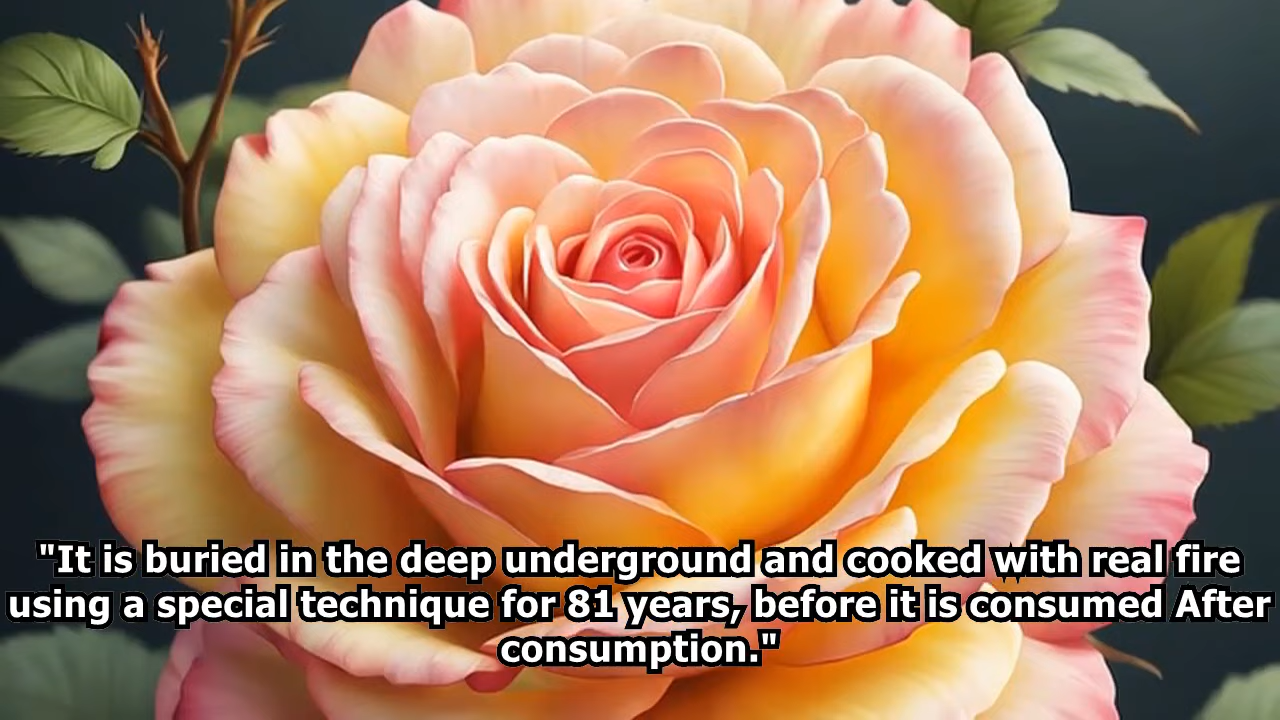 "It is buried in the deep underground and cooked with real fire
using a special technique for 81 years, before it is consumed After
consumption."